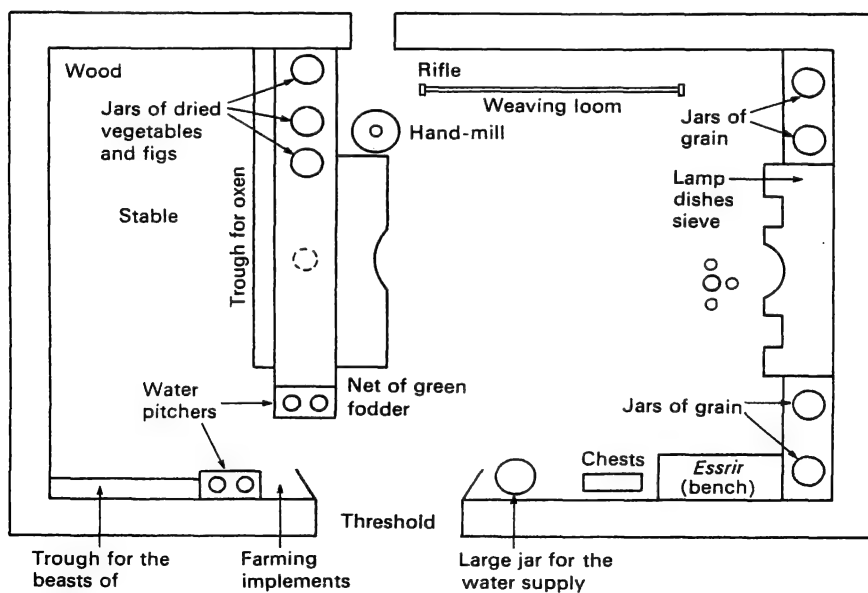 Wood
Jars of dried
vegetables
and figs
Stable
Trough for oxen
Rifle
Weaving loom
Hand-mill
Jars of
grain
Lamp
dishes
sieve
Water
pitchers
Net of green
fodder
Jars of grain
Chests
Essrir
(bench)
Threshold
Trough for the
beasts of
Farming
implements
Large jar for the
water supply